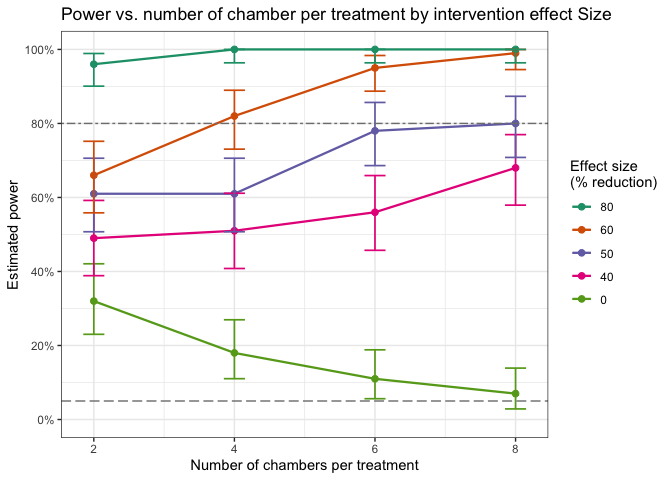 Power vs. number of chamber per treatment by intervention effect Size
100%
80%
60%
40%
20%
0%
Estimated power
2 4 6 8
Number of chambers per treatment
Effect size
(% reduction)
80
60
50
40
0